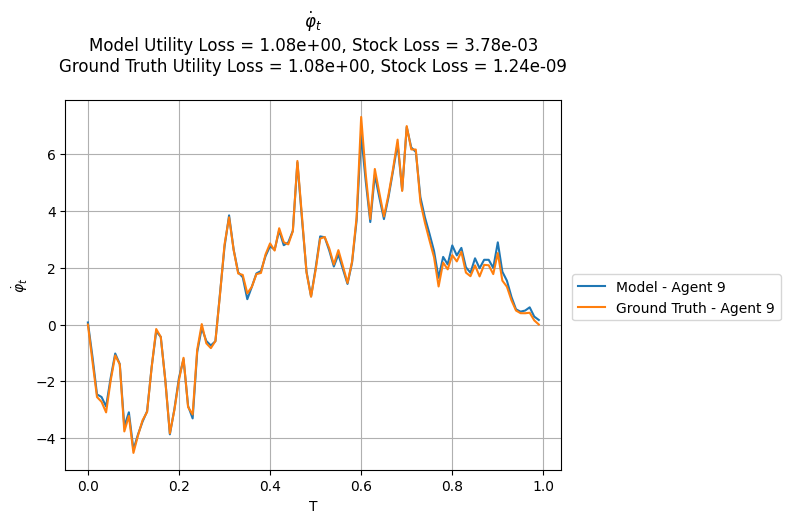 φ̇ₜ
Model Utility Loss = 1.08e+00, Stock Loss = 3.78e-03
Ground Truth Utility Loss = 1.08e+00, Stock Loss = 1.24e-09
φ̇ₜ
6
4
2
0
−2
−4
0.0 0.2 0.4 0.6 0.8 1.0
T
Model - Agent 9
Ground Truth - Agent 9